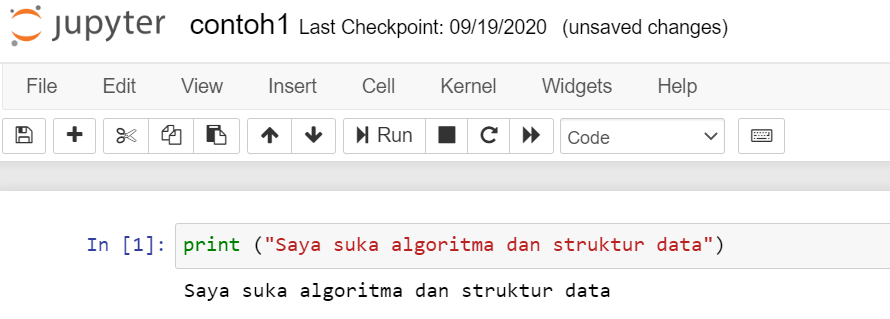 jupyter contoh1 Last Checkpoint: 09/19/2020 (unsaved changes)
File Edit View Insert Cell Kernel Widgets Help
Run Code
In [1]: print ("Saya suka algoritma dan struktur data")
Saya suka algoritma dan struktur data